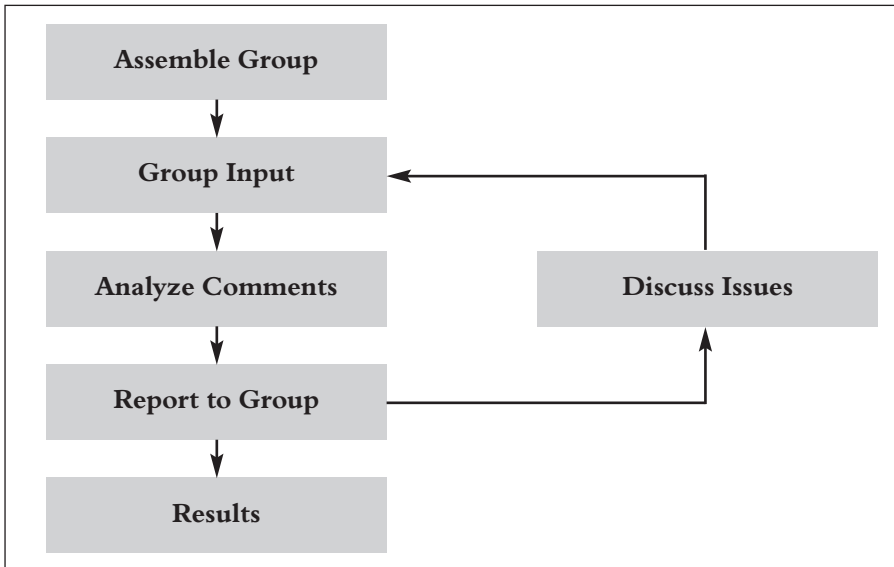 Assemble Group
Group Input
Analyze Comments
Discuss Issues
Report to Group
Results